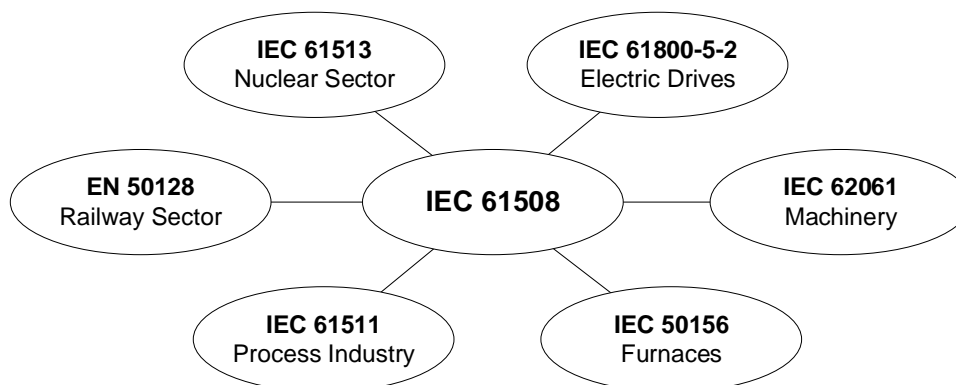 IEC 61513
Nuclear Sector
IEC 61800-5-2
Electric Drives
EN 50128
Railway Sector
IEC 61508
IEC 62061
Machinery
IEC 61511
Process Industry
IEC 50156
Furnaces